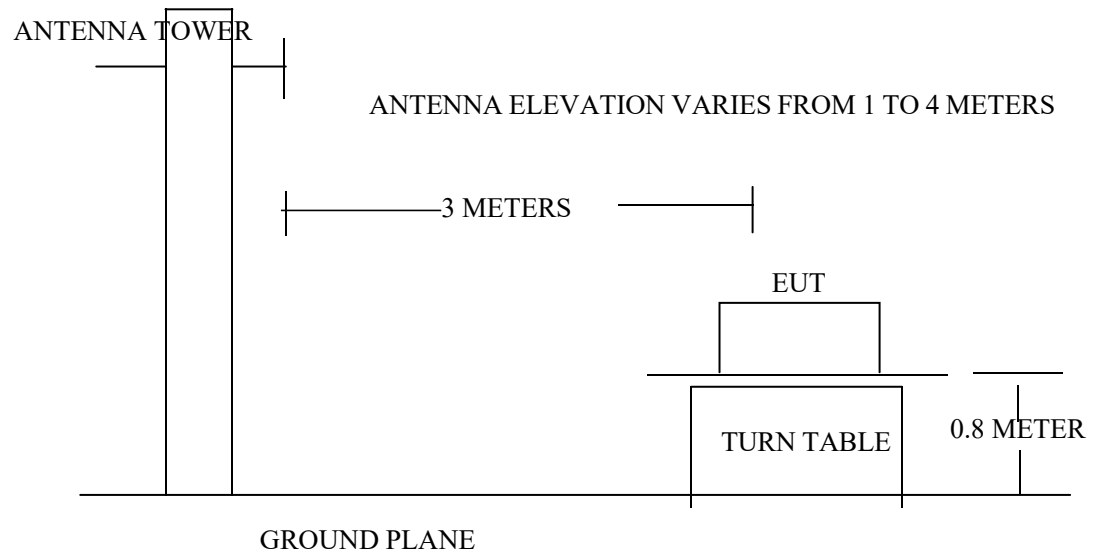 ANTENNA TOWER
ANTENNA ELEVATION VARIES FROM 1 TO 4 METERS
3 METERS
EUT
0.8 METER
TURN TABLE
GROUND PLANE